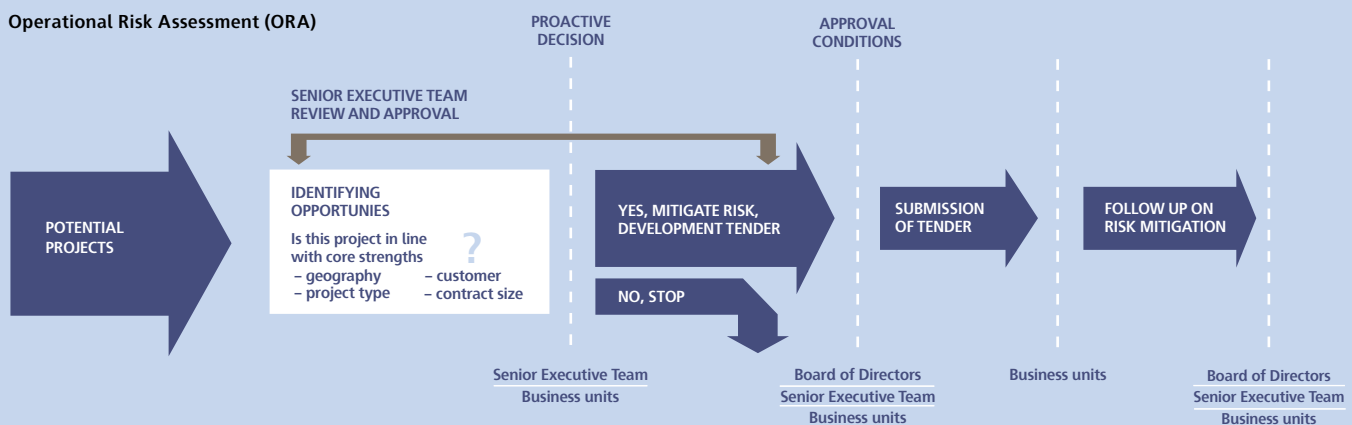 Operational Risk Assessment (ORA)
PROACTIVE
DECISION
APPROVAL
CONDITIONS
SENIOR EXECUTIVE TEAM
REVIEW AND APPROVAL
POTENTIAL
PROJECTS
IDENTIFYING
OPPORTUNIES
Is this project in line
with core strengths
?
– geography – customer
– project type – contract size
YES, MITIGATE RISK,
DEVELOPMENT TENDER
NO, STOP
SUBMISSION
OF TENDER
FOLLOW UP ON
RISK MITIGATION
Senior Executive Team
Business units
Board of Directors
Senior Executive Team
Business units
Business units
Board of Directors
Senior Executive Team
Business units